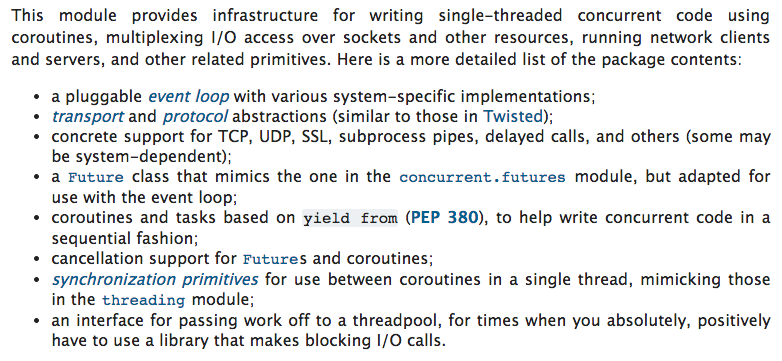 This module provides infrastructure for writing single-threaded concurrent code using
coroutines, multiplexing I/O access over sockets and other resources, running network clients
and servers, and other related primitives. Here is a more detailed list of the package contents:
• a pluggable event loop with various system-specific implementations;
• transport and protocol abstractions (similar to those in Twisted);
• concrete support for TCP, UDP, SSL, subprocess pipes, delayed calls, and others (some may
be system-dependent);
• a Future class that mimics the one in the concurrent.futures module, but adapted for
use with the event loop;
• coroutines and tasks based on yield from (PEP 380), to help write concurrent code in a
sequential fashion;
• cancellation support for Futures and coroutines;
• synchronization primitives for use between coroutines in a single thread, mimicking those
in the threading module;
• an interface for passing work off to a threadpool, for times when you absolutely, positively
have to use a library that makes blocking I/O calls.